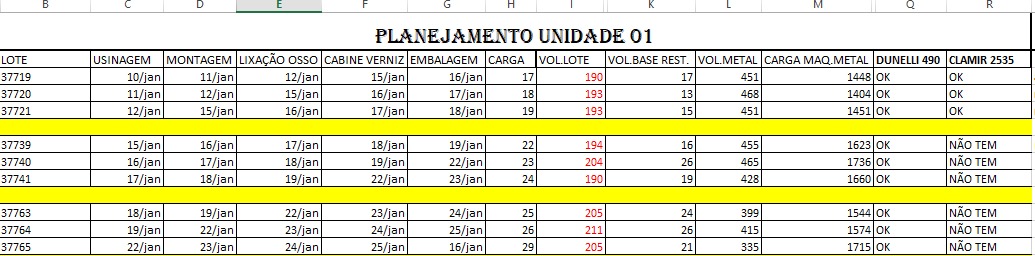 B C D E F G H I K L M Q R
PLANEJAMENTO UNIDADE 01
LOTE USINAGEM MONTAGEM LIXAÇÃO OSSO CABINE VERNIZ EMBALAGEM CARGA VOL.LOTE VOL.BASE REST. VOL.METAL CARGA MAQ.METAL DUNELLI 490 CLAMIR 2535
37719 10/jan 11/jan 12/jan 15/jan 16/jan 17 190 17 451 1448 OK OK
37720 11/jan 12/jan 15/jan 16/jan 17/jan 18 193 13 468 1404 OK OK
37721 12/jan 15/jan 16/jan 17/jan 18/jan 19 193 15 451 1451 OK OK
37739 15/jan 16/jan 17/jan 18/jan 19/jan 22 194 16 455 1623 OK NÃO TEM
37740 16/jan 17/jan 18/jan 19/jan 22/jan 23 204 26 465 1736 OK NÃO TEM
37741 17/jan 18/jan 19/jan 22/jan 23/jan 24 190 19 428 1660 OK NÃO TEM
37763 18/jan 19/jan 22/jan 23/jan 24/jan 25 205 24 399 1544 OK NÃO TEM
37764 19/jan 22/jan 23/jan 24/jan 25/jan 26 211 26 415 1574 OK NÃO TEM
37765 22/jan 23/jan 24/jan 25/jan 16/jan 29 205 21 335 1715 OK NÃO TEM